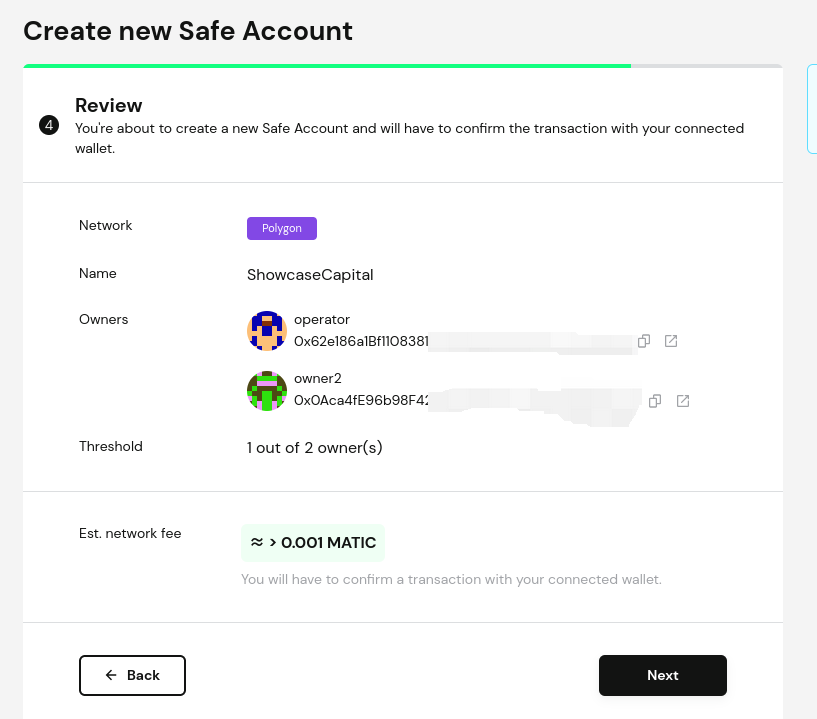 Create new Safe Account
4
Review
You're about to create a new Safe Account and will have to confirm the transaction with your connected
wallet.
Network
Polygon
Name
ShowcaseCapital
Owners
operator
0x62e186a1Bf1108381
owner2
0x0Aca4fE96b98F42
Threshold
1 out of 2 owner(s)
Est. network fee
≈ > 0.001 MATIC
You will have to confirm a transaction with your connected wallet.
← Back
Next